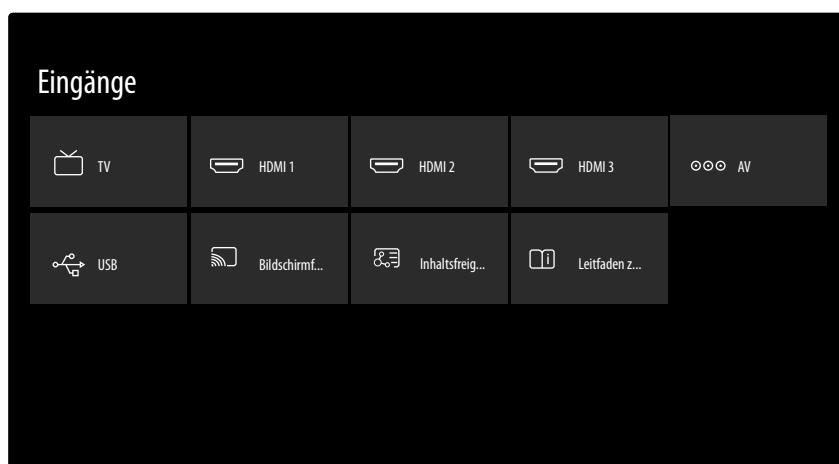 Eingänge
TV
HDMI 1
HDMI 2
HDMI 3
AV
USB
Bildschirmf...
Inhaltsfreig...
Leitfaden z...